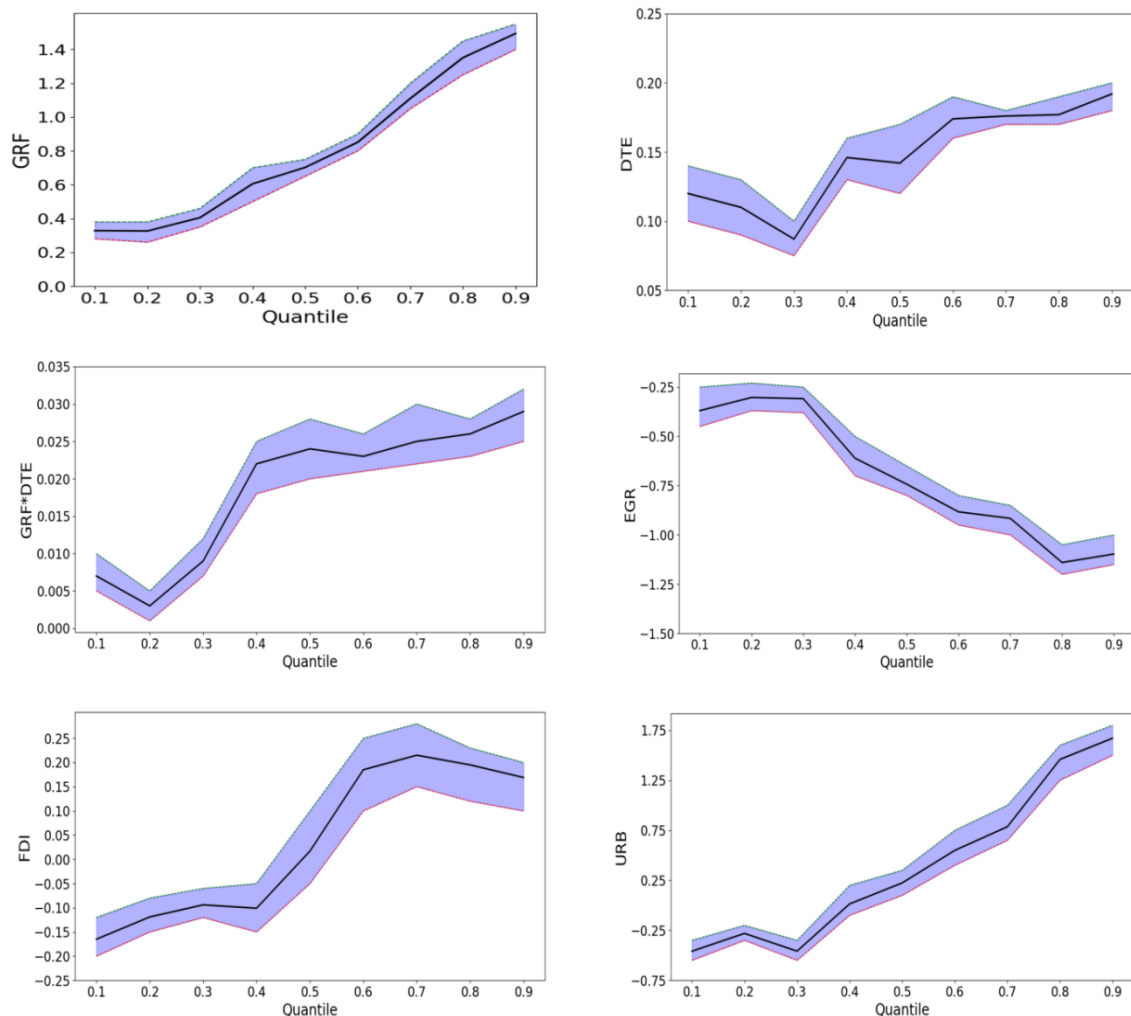 GRF
1.4
1.2
1.0
0.8
0.6
0.4
0.2
0.0
0.1 0.2 0.3 0.4 0.5 0.6 0.7 0.8 0.9
Quantile
DTE
0.25
0.20
0.15
0.10
0.05
0.1 0.2 0.3 0.4 0.5 0.6 0.7 0.8 0.9
Quantile
GRF*DTE
0.035
0.030
0.025
0.020
0.015
0.010
0.005
0.000
0.1 0.2 0.3 0.4 0.5 0.6 0.7 0.8 0.9
Quantile
EGR
−0.25
−0.50
−0.75
−1.00
−1.25
−1.50
0.1 0.2 0.3 0.4 0.5 0.6 0.7 0.8 0.9
Quantile
FDI
0.25
0.20
0.15
0.10
0.05
0.00
−0.05
−0.10
−0.15
−0.20
−0.25
0.1 0.2 0.3 0.4 0.5 0.6 0.7 0.8 0.9
Quantile
URB
1.75
1.25
0.75
0.25
−0.25
−0.75
0.1 0.2 0.3 0.4 0.5 0.6 0.7 0.8 0.9
Quantile